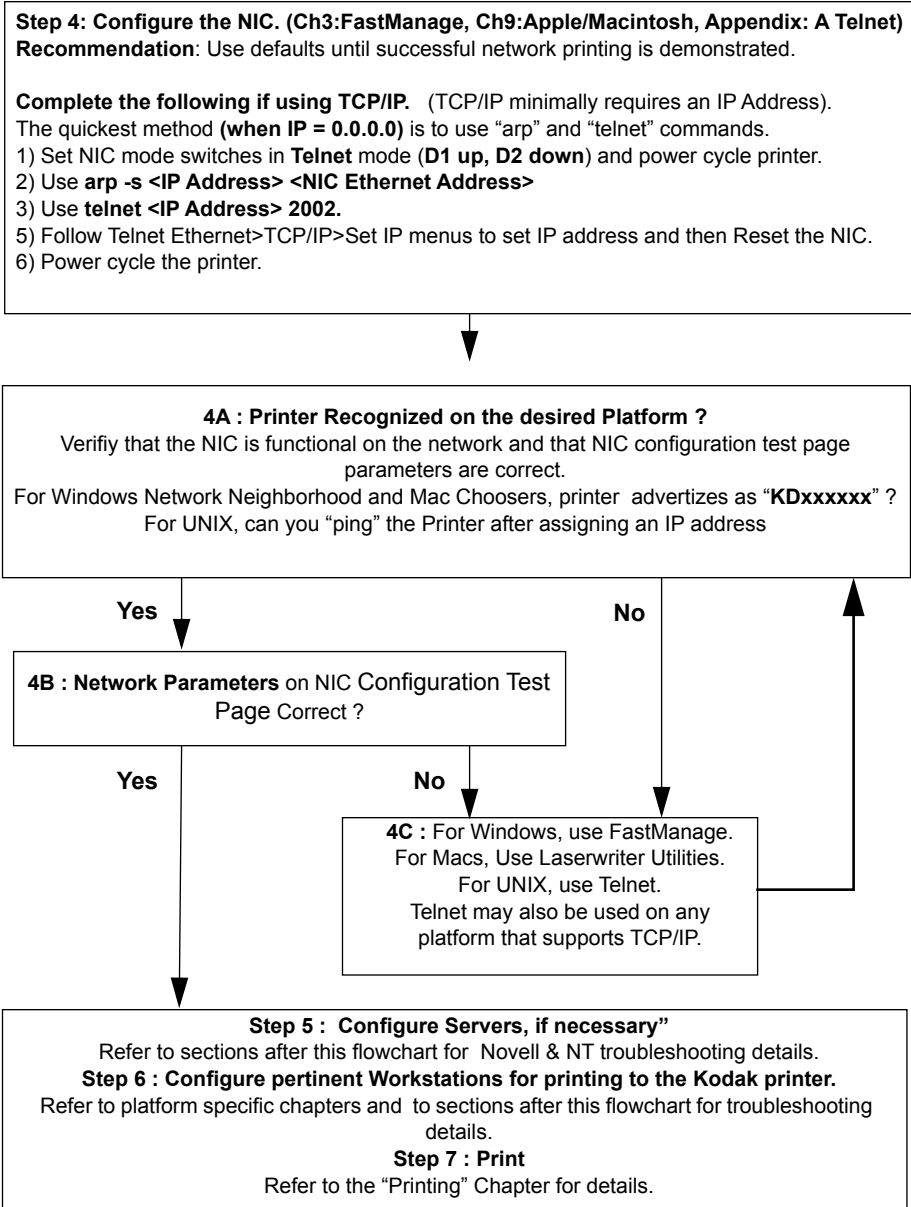 Step 4: Configure the NIC. (Ch3:FastManage, Ch9:Apple/Macintosh, Appendix: A Telnet)
Recommendation: Use defaults until successful network printing is demonstrated.
Complete the following if using TCP/IP. (TCP/IP minimally requires an IP Address).
The quickest method (when IP = 0.0.0.0) is to use “arp” and “telnet” commands.
1) Set NIC mode switches in Telnet mode (D1 up, D2 down) and power cycle printer.
2) Use arp -s <IP Address> <NIC Ethernet Address>
3) Use telnet <IP Address> 2002.
5) Follow Telnet Ethernet>TCP/IP>Set IP menus to set IP address and then Reset the NIC.
6) Power cycle the printer.
4A : Printer Recognized on the desired Platform ?
Verifiy that the NIC is functional on the network and that NIC configuration test page
parameters are correct.
For Windows Network Neighborhood and Mac Choosers, printer advertizes as “KDxxxxxx” ?
For UNIX, can you “ping” the Printer after assigning an IP address
Yes
No
4B : Network Parameters on NIC Configuration Test
Page Correct ?
Yes
No
4C : For Windows, use FastManage.
For Macs, Use Laserwriter Utilities.
For UNIX, use Telnet.
Telnet may also be used on any
platform that supports TCP/IP.
Step 5 : Configure Servers, if necessary”
Refer to sections after this flowchart for Novell & NT troubleshooting details.
Step 6 : Configure pertinent Workstations for printing to the Kodak printer.
Refer to platform specific chapters and to sections after this flowchart for troubleshooting
details.
Step 7 : Print
Refer to the “Printing” Chapter for details.